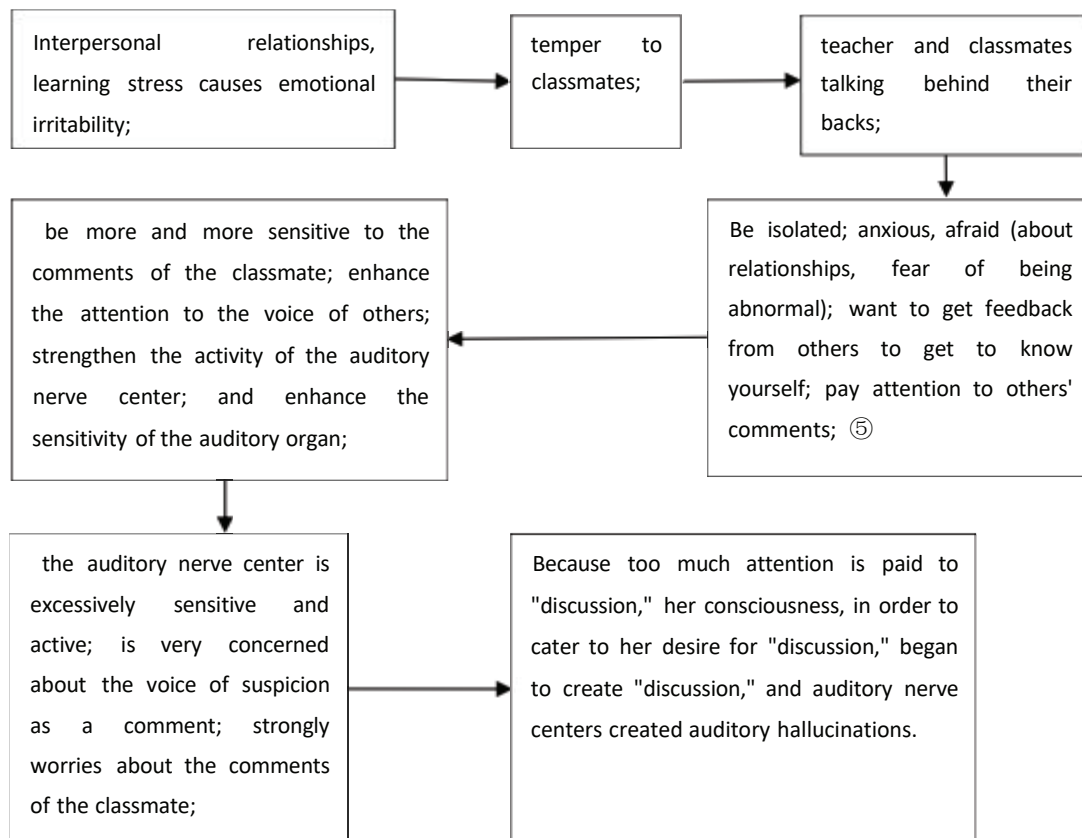 Interpersonal relationships,
learning stress causes emotional
irritability;
temper to
classmates;
teacher and classmates
talking behind their
backs;
Be isolated; anxious, afraid (about
relationships, fear of being
abnormal); want to get feedback
from others to get to know
yourself; pay attention to others'
comments; ⑤
be more and more sensitive to the
comments of the classmate; enhance
the attention to the voice of others;
strengthen the activity of the auditory
nerve center; and enhance the
sensitivity of the auditory organ;
the auditory nerve center is
excessively sensitive and
active; is very concerned
about the voice of suspicion
as a comment; strongly
worries about the comments
of the classmate;
Because too much attention is paid to
"discussion," her consciousness, in order to
cater to her desire for "discussion," began
to create "discussion," and auditory nerve
centers created auditory hallucinations.